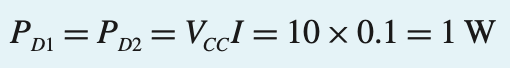 P_{D1} = P_{D2} = V_{CC}I = 10 × 0.1 = 1 W